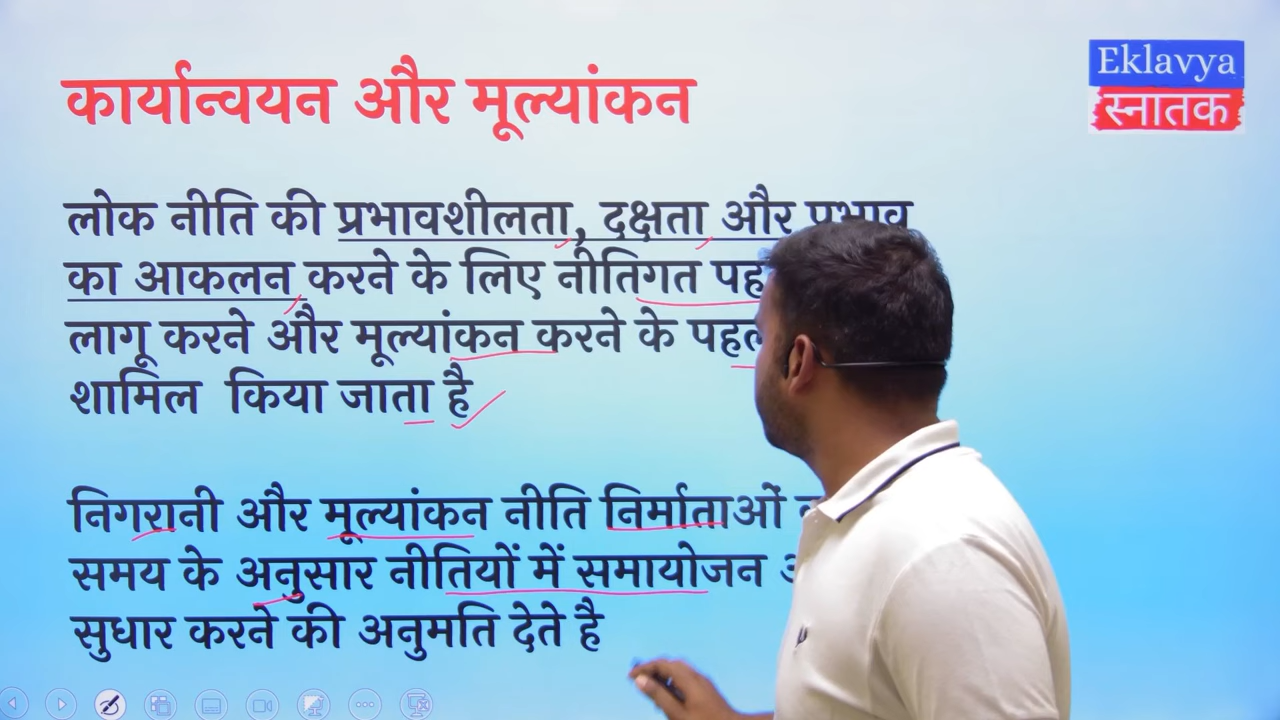 कार्यान्वयन और मूल्यांकन
Eklavya
स्नातक
लोक नीति की प्रभावशीलता, दक्षता और प्रभाव
का आकलन करने के लिए नीतिगत
लागू करने और मूल्यांकन करने के
शामिल किया जाता है
निगरानी और मूल्यांकन नीति निर्माताओं
समय के अनुसार नीतियों में समायोजन
सुधार करने की अनुमति देते है